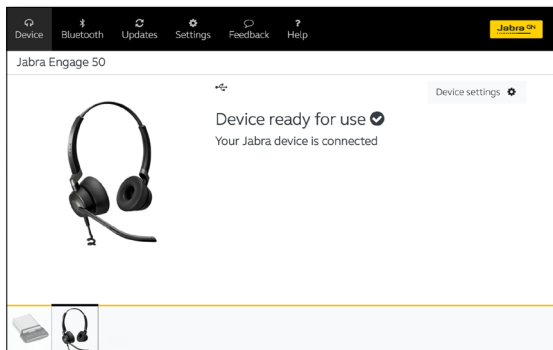 Device Bluetooth Updates Settings Feedback Help
Jabra GN
Jabra Engage 50
Device settings
Device ready for use
Your Jabra device is connected